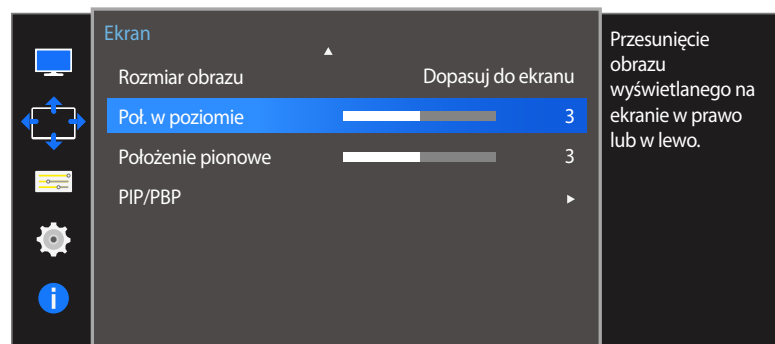 Ekran
Rozmiar obrazu Dopasuj do ekranu
Poł. w poziomie 3
Położenie pionowe 3
PIP/PBP
Przesunięcie
obrazu
wyświetlanego na
ekranie w prawo
lub w lewo.